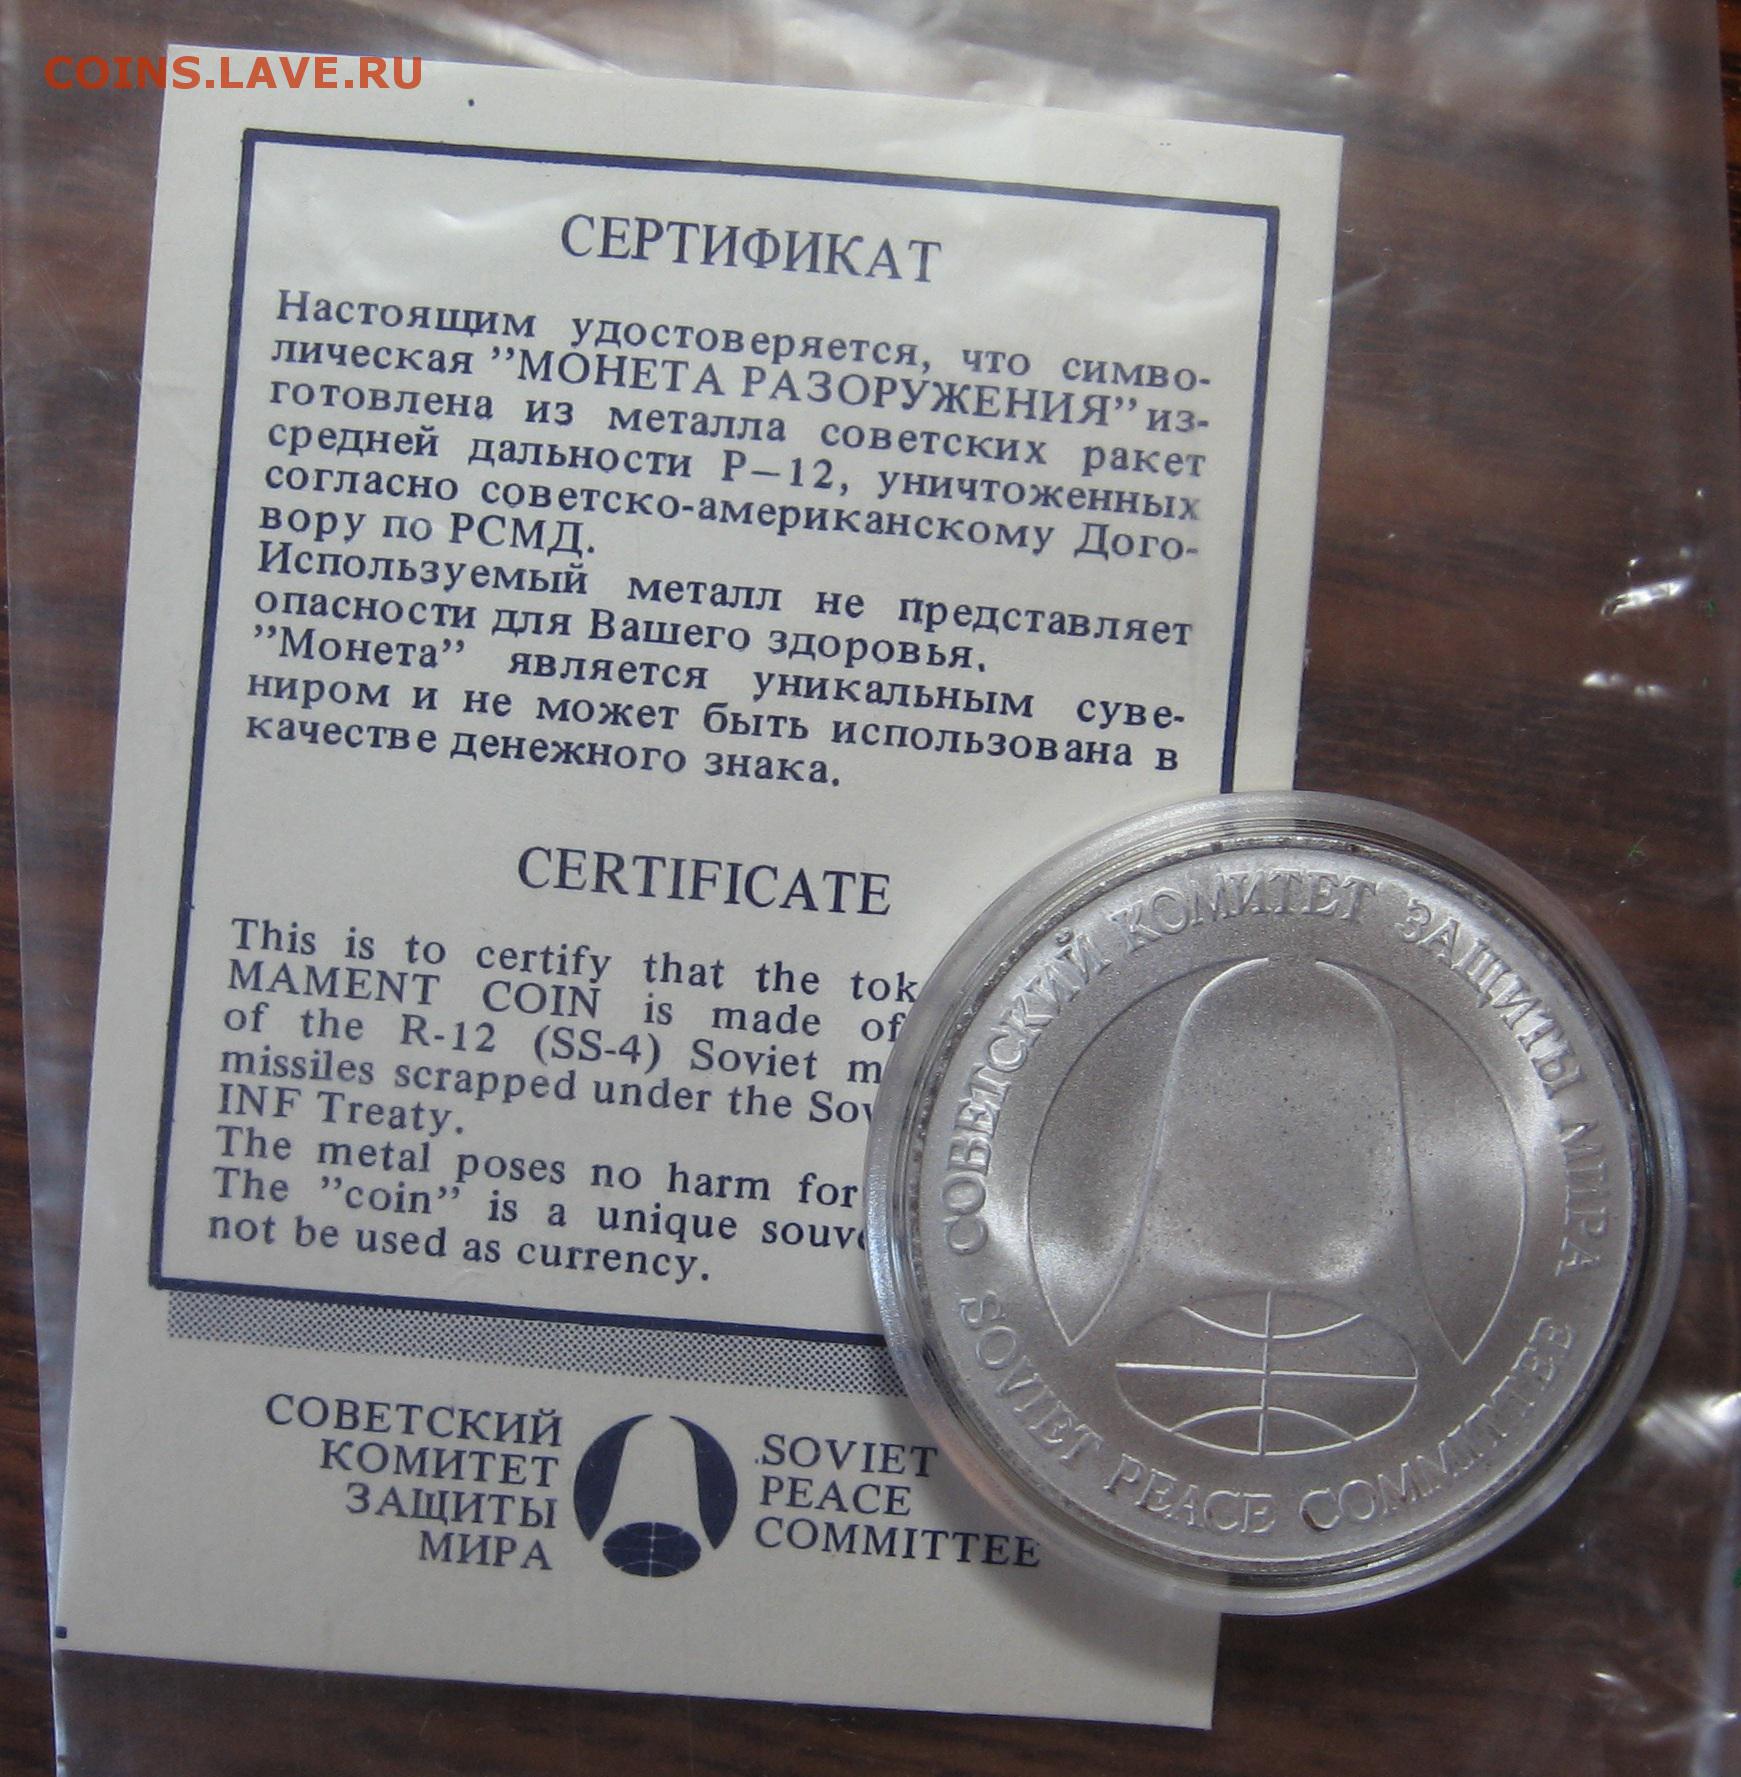 COINS.LAVE.RU
СЕРТИФИКАТ
Настоящим удостоверяется, что симво-
лическая ”МОНЕТА РАЗОРУЖЕНИЯ” из-
готовлена из металла советских ракет
средней дальности Р–12, уничтоженных
согласно советско-американскому Дого-
вору по РСМД.
Используемый металл не представляет
опасности для Вашего здоровья.
”Монета” является уникальным суве-
ниром и не может быть использована в
качестве денежного знака.
CERTIFICATE
This is to certify that the
MAMENT COIN is made of
of the R-12 (SS-4) Soviet
missiles scrapped under the
INF Treaty.
The metal poses no harm for
The ”coin” is a unique
not be used as currency.
СОВЕТСКИЙ
КОМИТЕТ
ЗАЩИТЫ
МИРА
SOVIET
PEACE
COMMITTEE
СОВЕТСКИЙ КОМИТЕТ ЗАЩИТЫ МИРА
SOVIET PEACE COMMITTEE